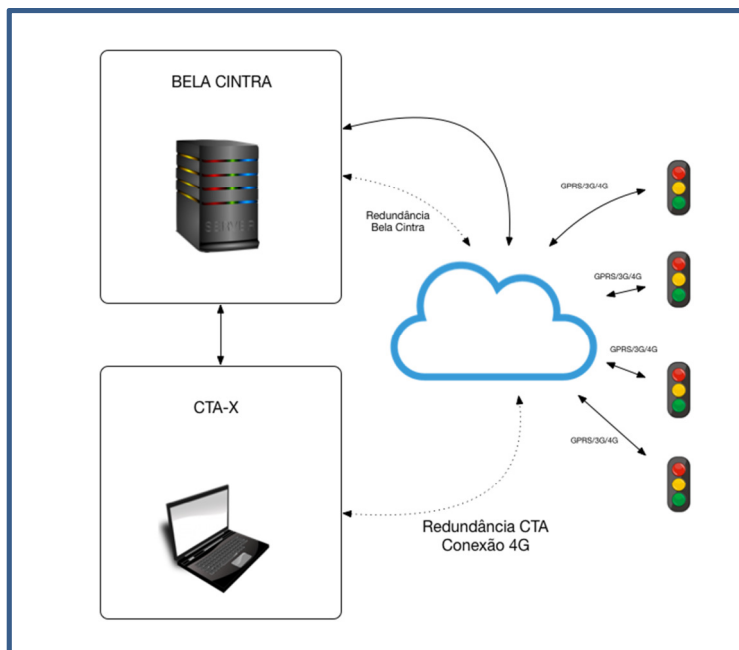 BELA CINTRA
Redundância
Bela Cintra
GPRS/3G/4G
GPRS/3G/4G
GPRS/3G/4G
GPRS/3G/4G
CTA-X
Redundância CTA
Conexão 4G